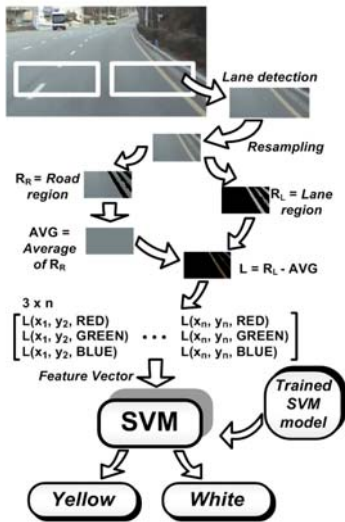 Lane detection
Resampling
R_R = Road
region
R_L = Lane
region
AVG =
Average
of R_R
L = R_L - AVG
3 x n
L(x₁, y₂, RED) L(xₙ, yₙ, RED)
L(x₁, y₂, GREEN) • • • L(xₙ, yₙ, GREEN)
L(x₁, y₂, BLUE) L(xₙ, yₙ, BLUE)
Feature Vector
Trained
SVM
model
SVM
Yellow
White